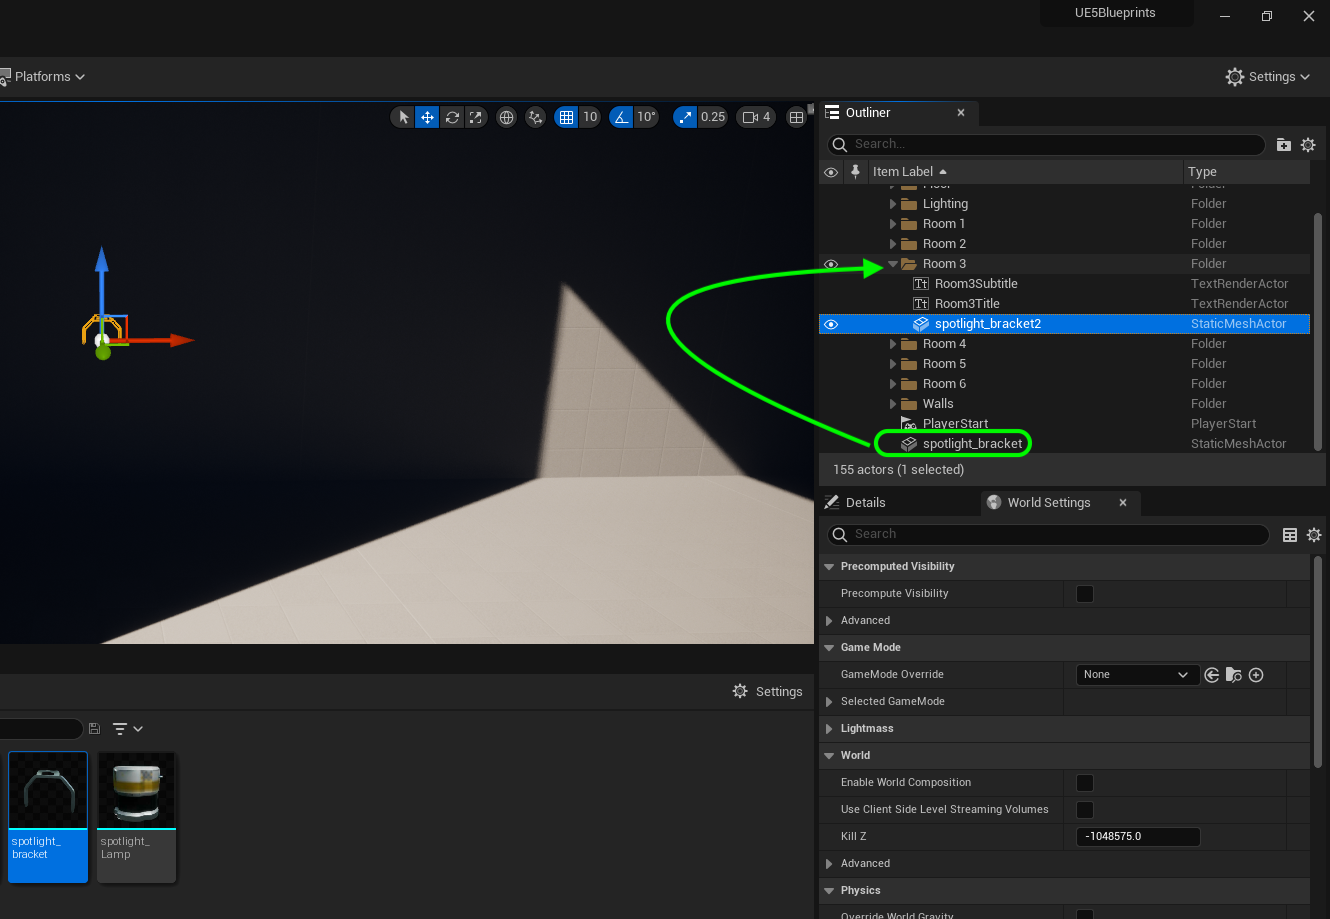 UE5Blueprints
Platforms
Settings
10
10°
0.25
4
Outliner
Search...
Item Label
Type
Floor
Folder
Lighting
Folder
Room 1
Folder
Room 2
Folder
Room 3
Folder
Room3Subtitle
TextRenderActor
Room3Title
TextRenderActor
spotlight_bracket2
StaticMeshActor
Room 4
Folder
Room 5
Folder
Room 6
Folder
Walls
Folder
PlayerStart
PlayerStart
spotlight_bracket
StaticMeshActor
155 actors (1 selected)
Details
World Settings
Search
Precomputed Visibility
Precompute Visibility
Advanced
Game Mode
GameMode Override
None
Selected GameMode
Lightmass
World
Enable World Composition
Use Client Side Level Streaming Volumes
Kill Z
-1048575.0
Advanced
Physics
Override World Gravity
Settings
spotlight_
bracket
spotlight_
Lamp